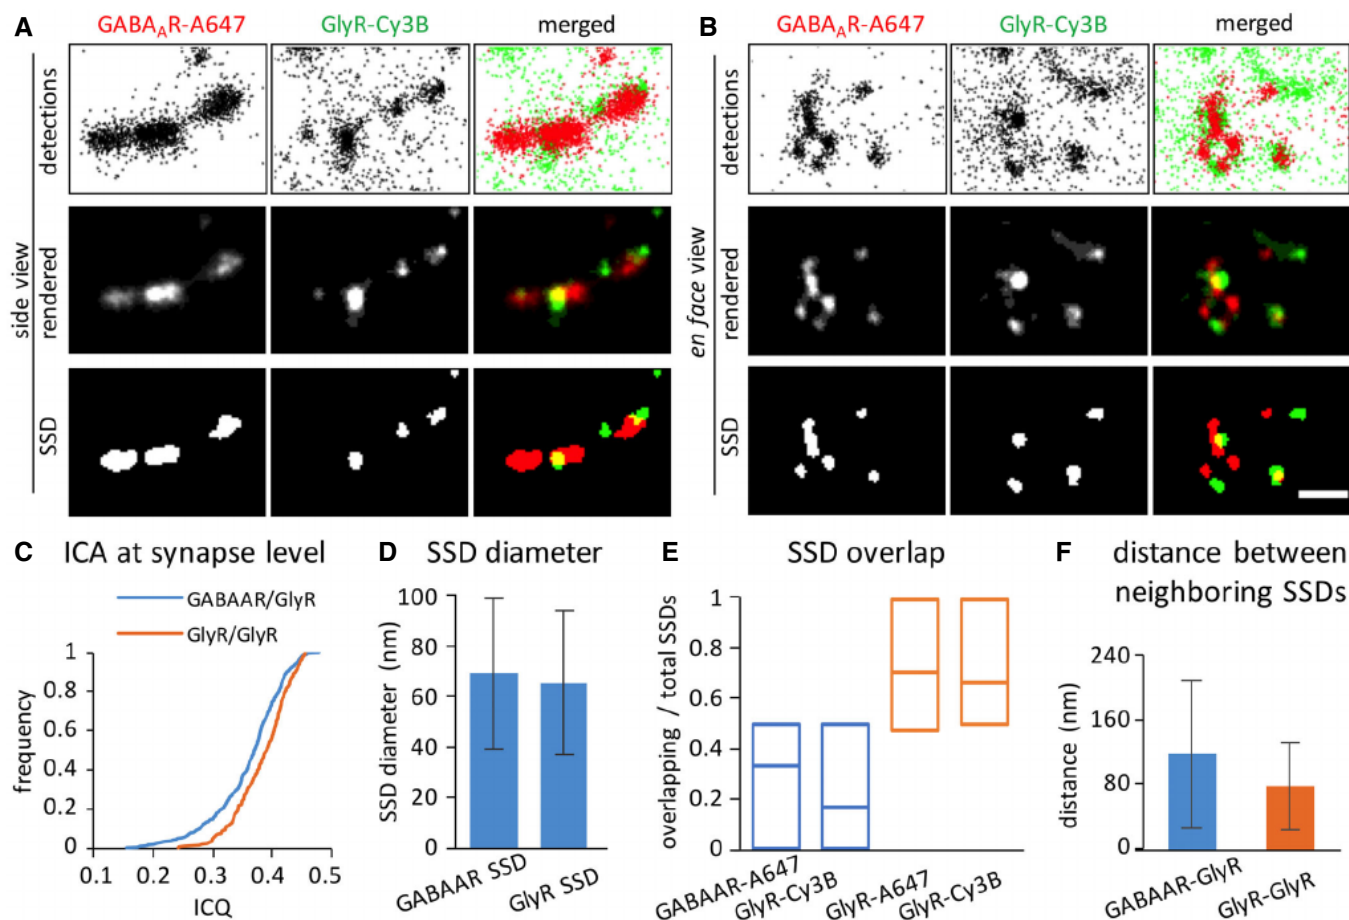 A
GABA_AR-A647
GlyR-Cy3B
merged
side view
detections
rendered
SSD
B
GABA_AR-A647
GlyR-Cy3B
merged
en face view
detections
rendered
SSD
C ICA at synapse level
GABAAR/GlyR
GlyR/GlyR
frequency
1
0.8
0.6
0.4
0.2
0
0.1 0.2 0.3 0.4 0.5
ICQ
D SSD diameter
SSD diameter (nm)
100
80
60
40
20
0
GABAAR SSD
GlyR SSD
E SSD overlap
overlapping / total SSDs
1
0.8
0.6
0.4
0.2
0
GABAAR-A647
GlyR-Cy3B
GlyR-A647
GlyR-Cy3B
F distance between
neighboring SSDs
distance (nm)
240
160
80
0
GABAAR-GlyR
GlyR-GlyR